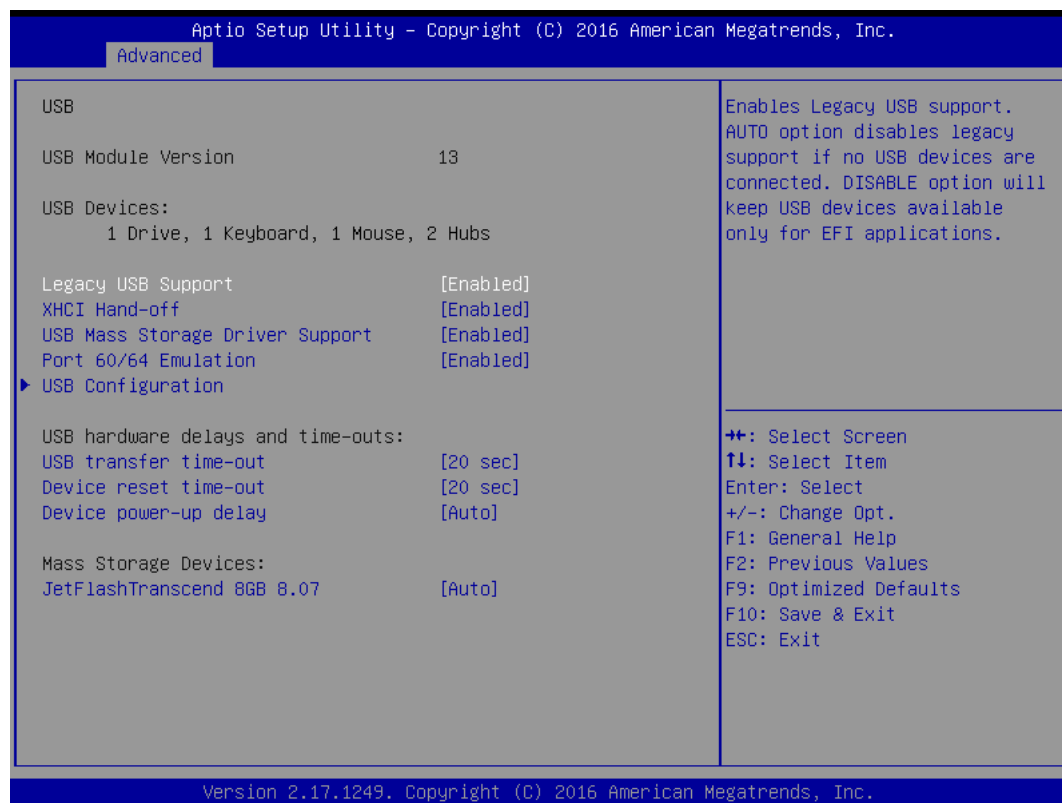 Aptio Setup Utility – Copyright (C) 2016 American Megatrends, Inc.
Advanced
USB
USB Module Version 13
USB Devices:
1 Drive, 1 Keyboard, 1 Mouse, 2 Hubs
Legacy USB Support [Enabled]
XHCI Hand-off [Enabled]
USB Mass Storage Driver Support [Enabled]
Port 60/64 Emulation [Enabled]
USB Configuration
USB hardware delays and time-outs:
USB transfer time-out [20 sec]
Device reset time-out [20 sec]
Device power-up delay [Auto]
Mass Storage Devices:
JetFlashTranscend 8GB 8.07 [Auto]
Enables Legacy USB support.
AUTO option disables legacy
support if no USB devices are
connected. DISABLE option will
keep USB devices available
only for EFI applications.
→←: Select Screen
↑↓: Select Item
Enter: Select
+/-: Change Opt.
F1: General Help
F2: Previous Values
F9: Optimized Defaults
F10: Save & Exit
ESC: Exit
Version 2.17.1249. Copyright (C) 2016 American Megatrends, Inc.